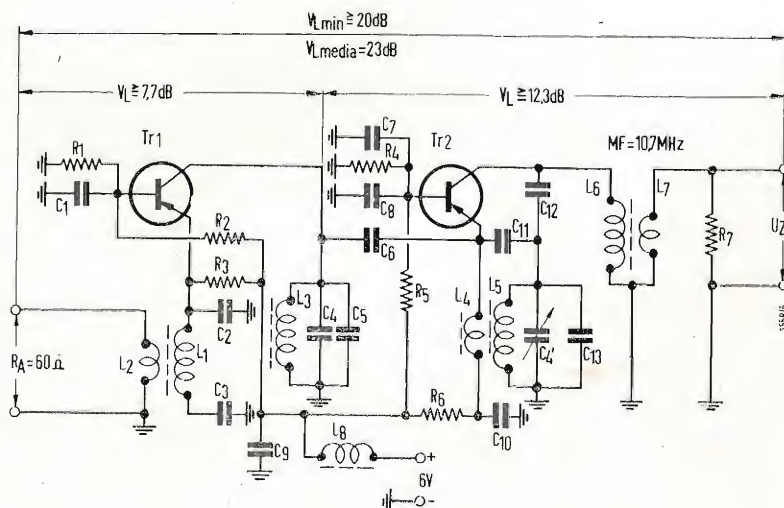 VLmin ≧ 20dB
VLmedia = 23dB
VL ≧ 7,7dB
VL ≧ 12,3dB
Tr1
C7
Tr2
MF = 10,7MHz
R1
R4
C1
C8
L6
L7
C12
R2
C11
R7
UZ
C6
R3
L3
R5
L4
L5
C4
C5
C2
C4'
C13
RA = 60Ω
L2
L1
C3
R6
L8
C10
C9
+
6V
-